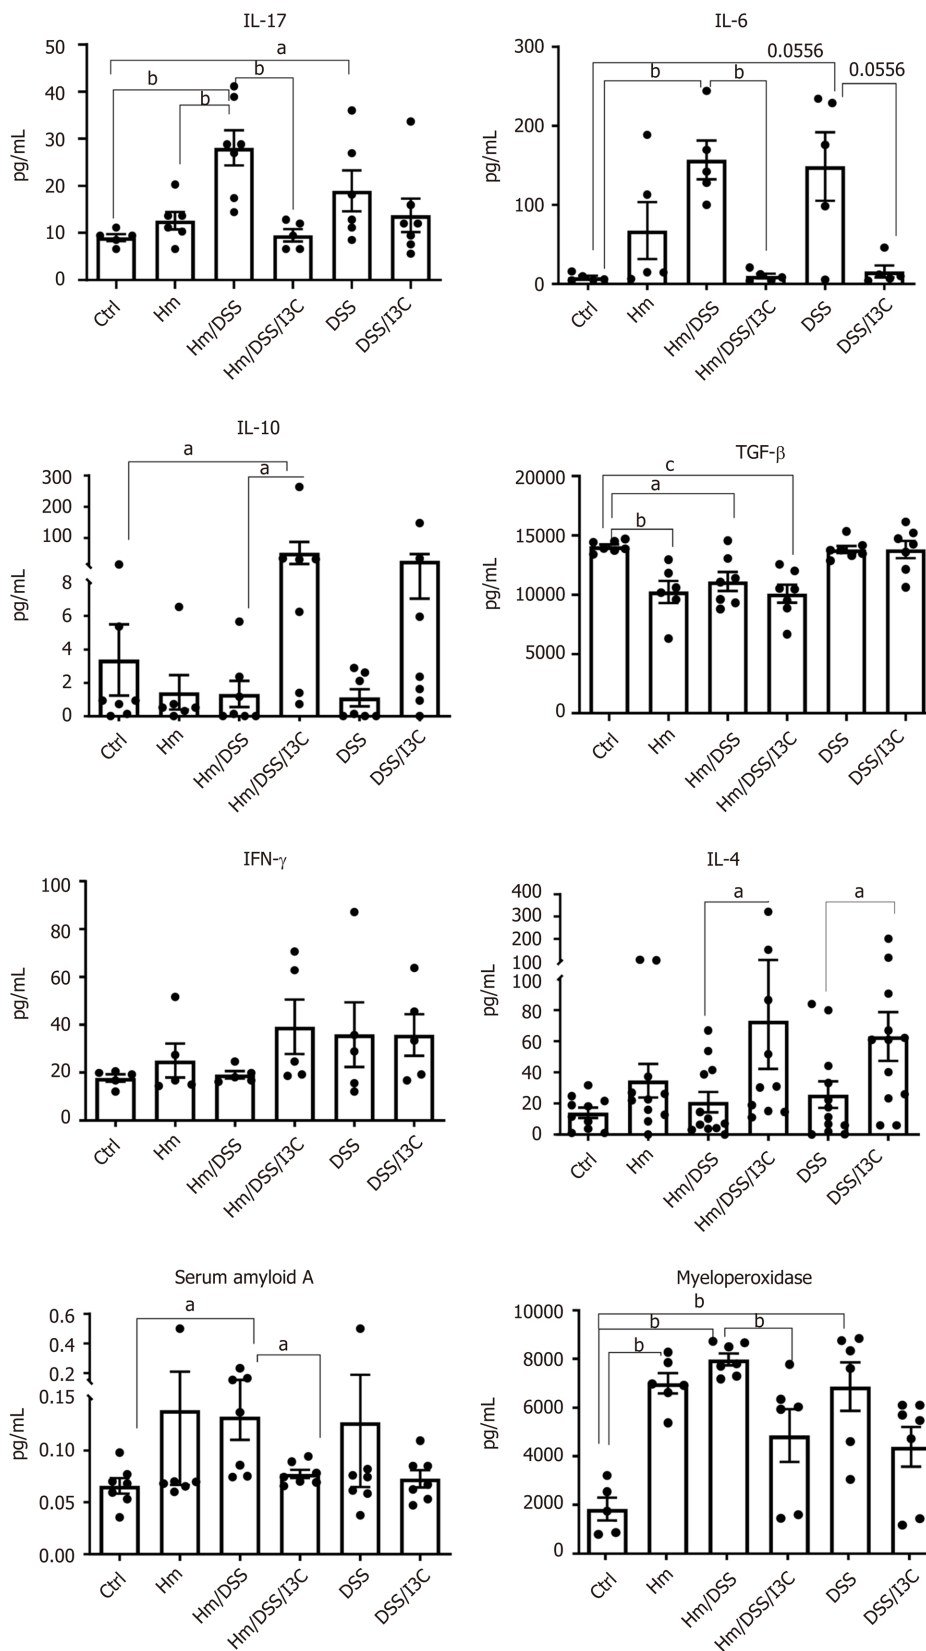 IL-17
50
40
30
20
10
0
pg/mL
a
b
b
b
Ctrl
Hm
Hm/DSS
Hm/DSS/I3C
DSS
DSS/I3C
IL-6
300
200
100
0
pg/mL
0.0556
0.0556
b
b
Ctrl
Hm
Hm/DSS
Hm/DSS/I3C
DSS
DSS/I3C
IL-10
300
200
100
8
6
4
2
0
pg/mL
a
a
Ctrl
Hm
Hm/DSS
Hm/DSS/I3C
DSS
DSS/I3C
TGF-β
20000
15000
10000
5000
0
pg/mL
c
a
b
Ctrl
Hm
Hm/DSS
Hm/DSS/I3C
DSS
DSS/I3C
IFN-γ
100
80
60
40
20
0
pg/mL
Ctrl
Hm
Hm/DSS
Hm/DSS/I3C
DSS
DSS/I3C
IL-4
400
300
200
100
100
80
60
40
20
0
pg/mL
a
a
Ctrl
Hm
Hm/DSS
Hm/DSS/I3C
DSS
DSS/I3C
Serum amyloid A
0.6
0.4
0.2
0.15
0.10
0.05
0.00
pg/mL
a
a
Ctrl
Hm
Hm/DSS
Hm/DSS/I3C
DSS
DSS/I3C
Myeloperoxidase
10000
8000
6000
4000
2000
0
pg/mL
b
b
b
b
Ctrl
Hm
Hm/DSS
Hm/DSS/I3C
DSS
DSS/I3C